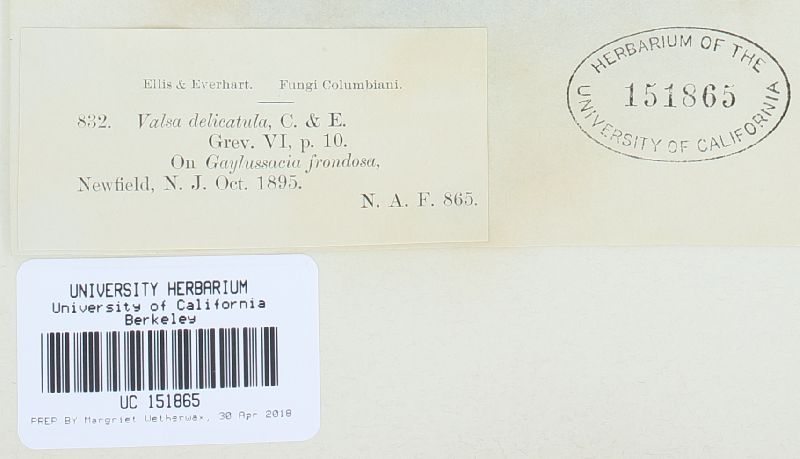 Ellis & Everhart. Fungi Columbiani.
832. Valsa delicatula, C. & E.
Grev. VI, p. 10.
On Gaylussacia frondosa,
Newfield, N. J. Oct. 1895.
N. A. F. 865.
HERBARIUM OF THE
151865
UNIVERSITY OF CALIFORNIA
UNIVERSITY HERBARIUM
University of California
Berkeley
UC 151865
PREP BY Margriet Wetherwax, 30 Apr 2018